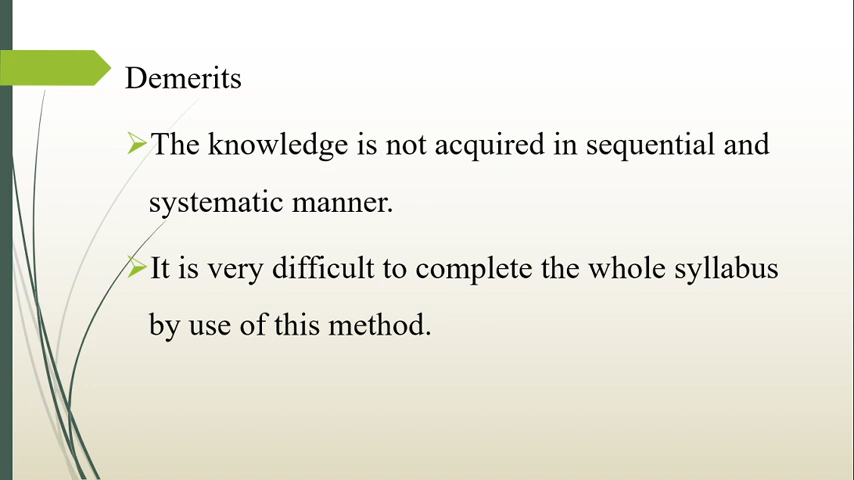 Demerits
The knowledge is not acquired in sequential and
systematic manner.
It is very difficult to complete the whole syllabus
by use of this method.